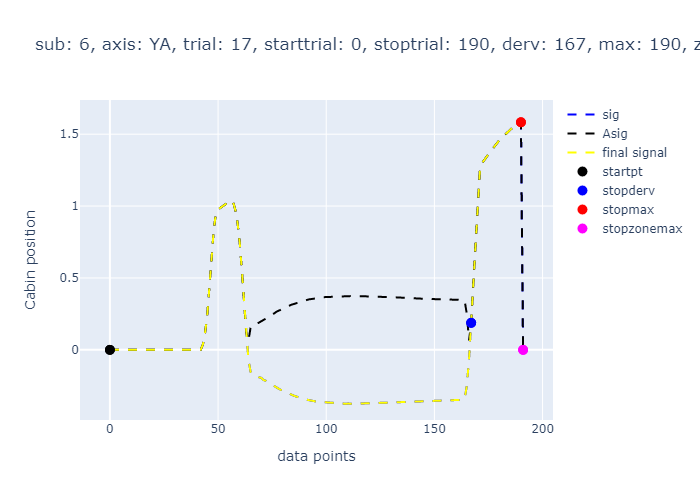 sub: 6, axis: YA, trial: 17, starttrial: 0, stoptrial: 190, derv: 167, max: 190, z
Cabin position
1.5
1
0.5
0
0
50
100
150
200
data points
sig
Asig
final signal
startpt
stopderv
stopmax
stopzonemax